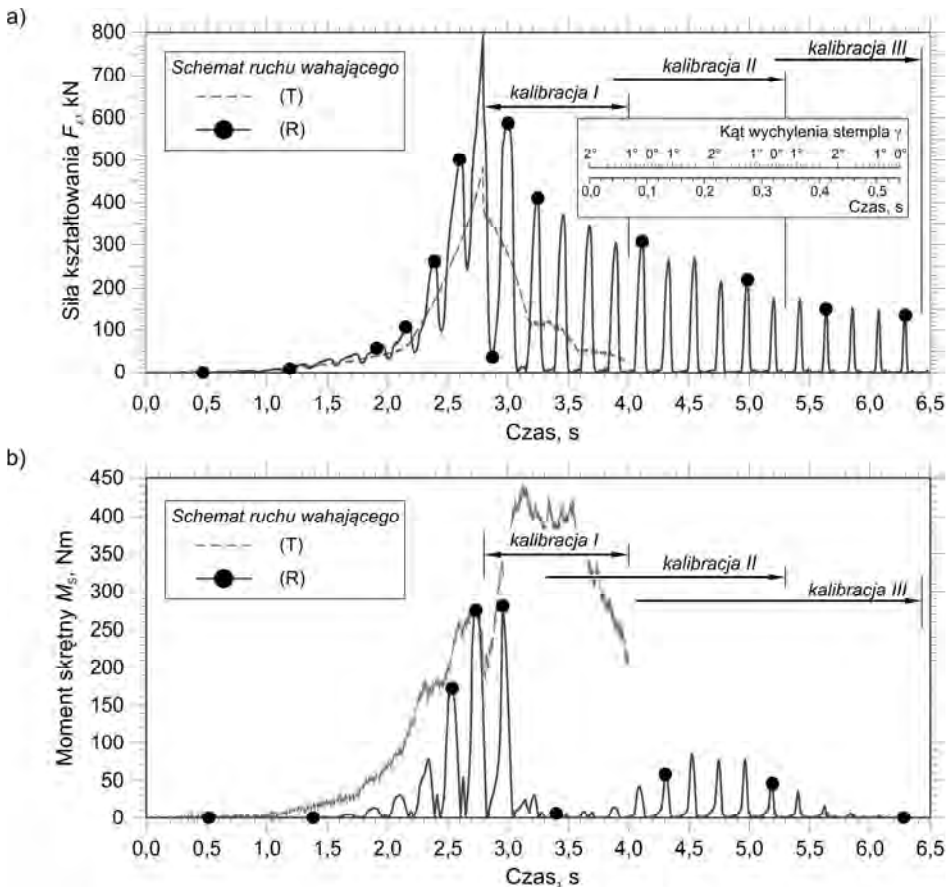 a)
Siła kształtowania Fz, kN
800
700
600
500
400
300
200
100
0
Schemat ruchu wahającego
(T)
(R)
kalibracja III
kalibracja II
kalibracja I
Kąt wychylenia stempla γ
2° 1° 0° 1° 2° 1° 0° 1° 2° 1° 0°
0,0 0,1 0,2 0,3 0,4 0,5
Czas, s
0,0 0,5 1,0 1,5 2,0 2,5 3,0 3,5 4,0 4,5 5,0 5,5 6,0 6,5
Czas, s
b)
Moment skrętny Ms, Nm
450
400
350
300
250
200
150
100
50
0
Schemat ruchu wahającego
(T)
(R)
kalibracja I
kalibracja II
kalibracja III
0,0 0,5 1,0 1,5 2,0 2,5 3,0 3,5 4,0 4,5 5,0 5,5 6,0 6,5
Czas, s